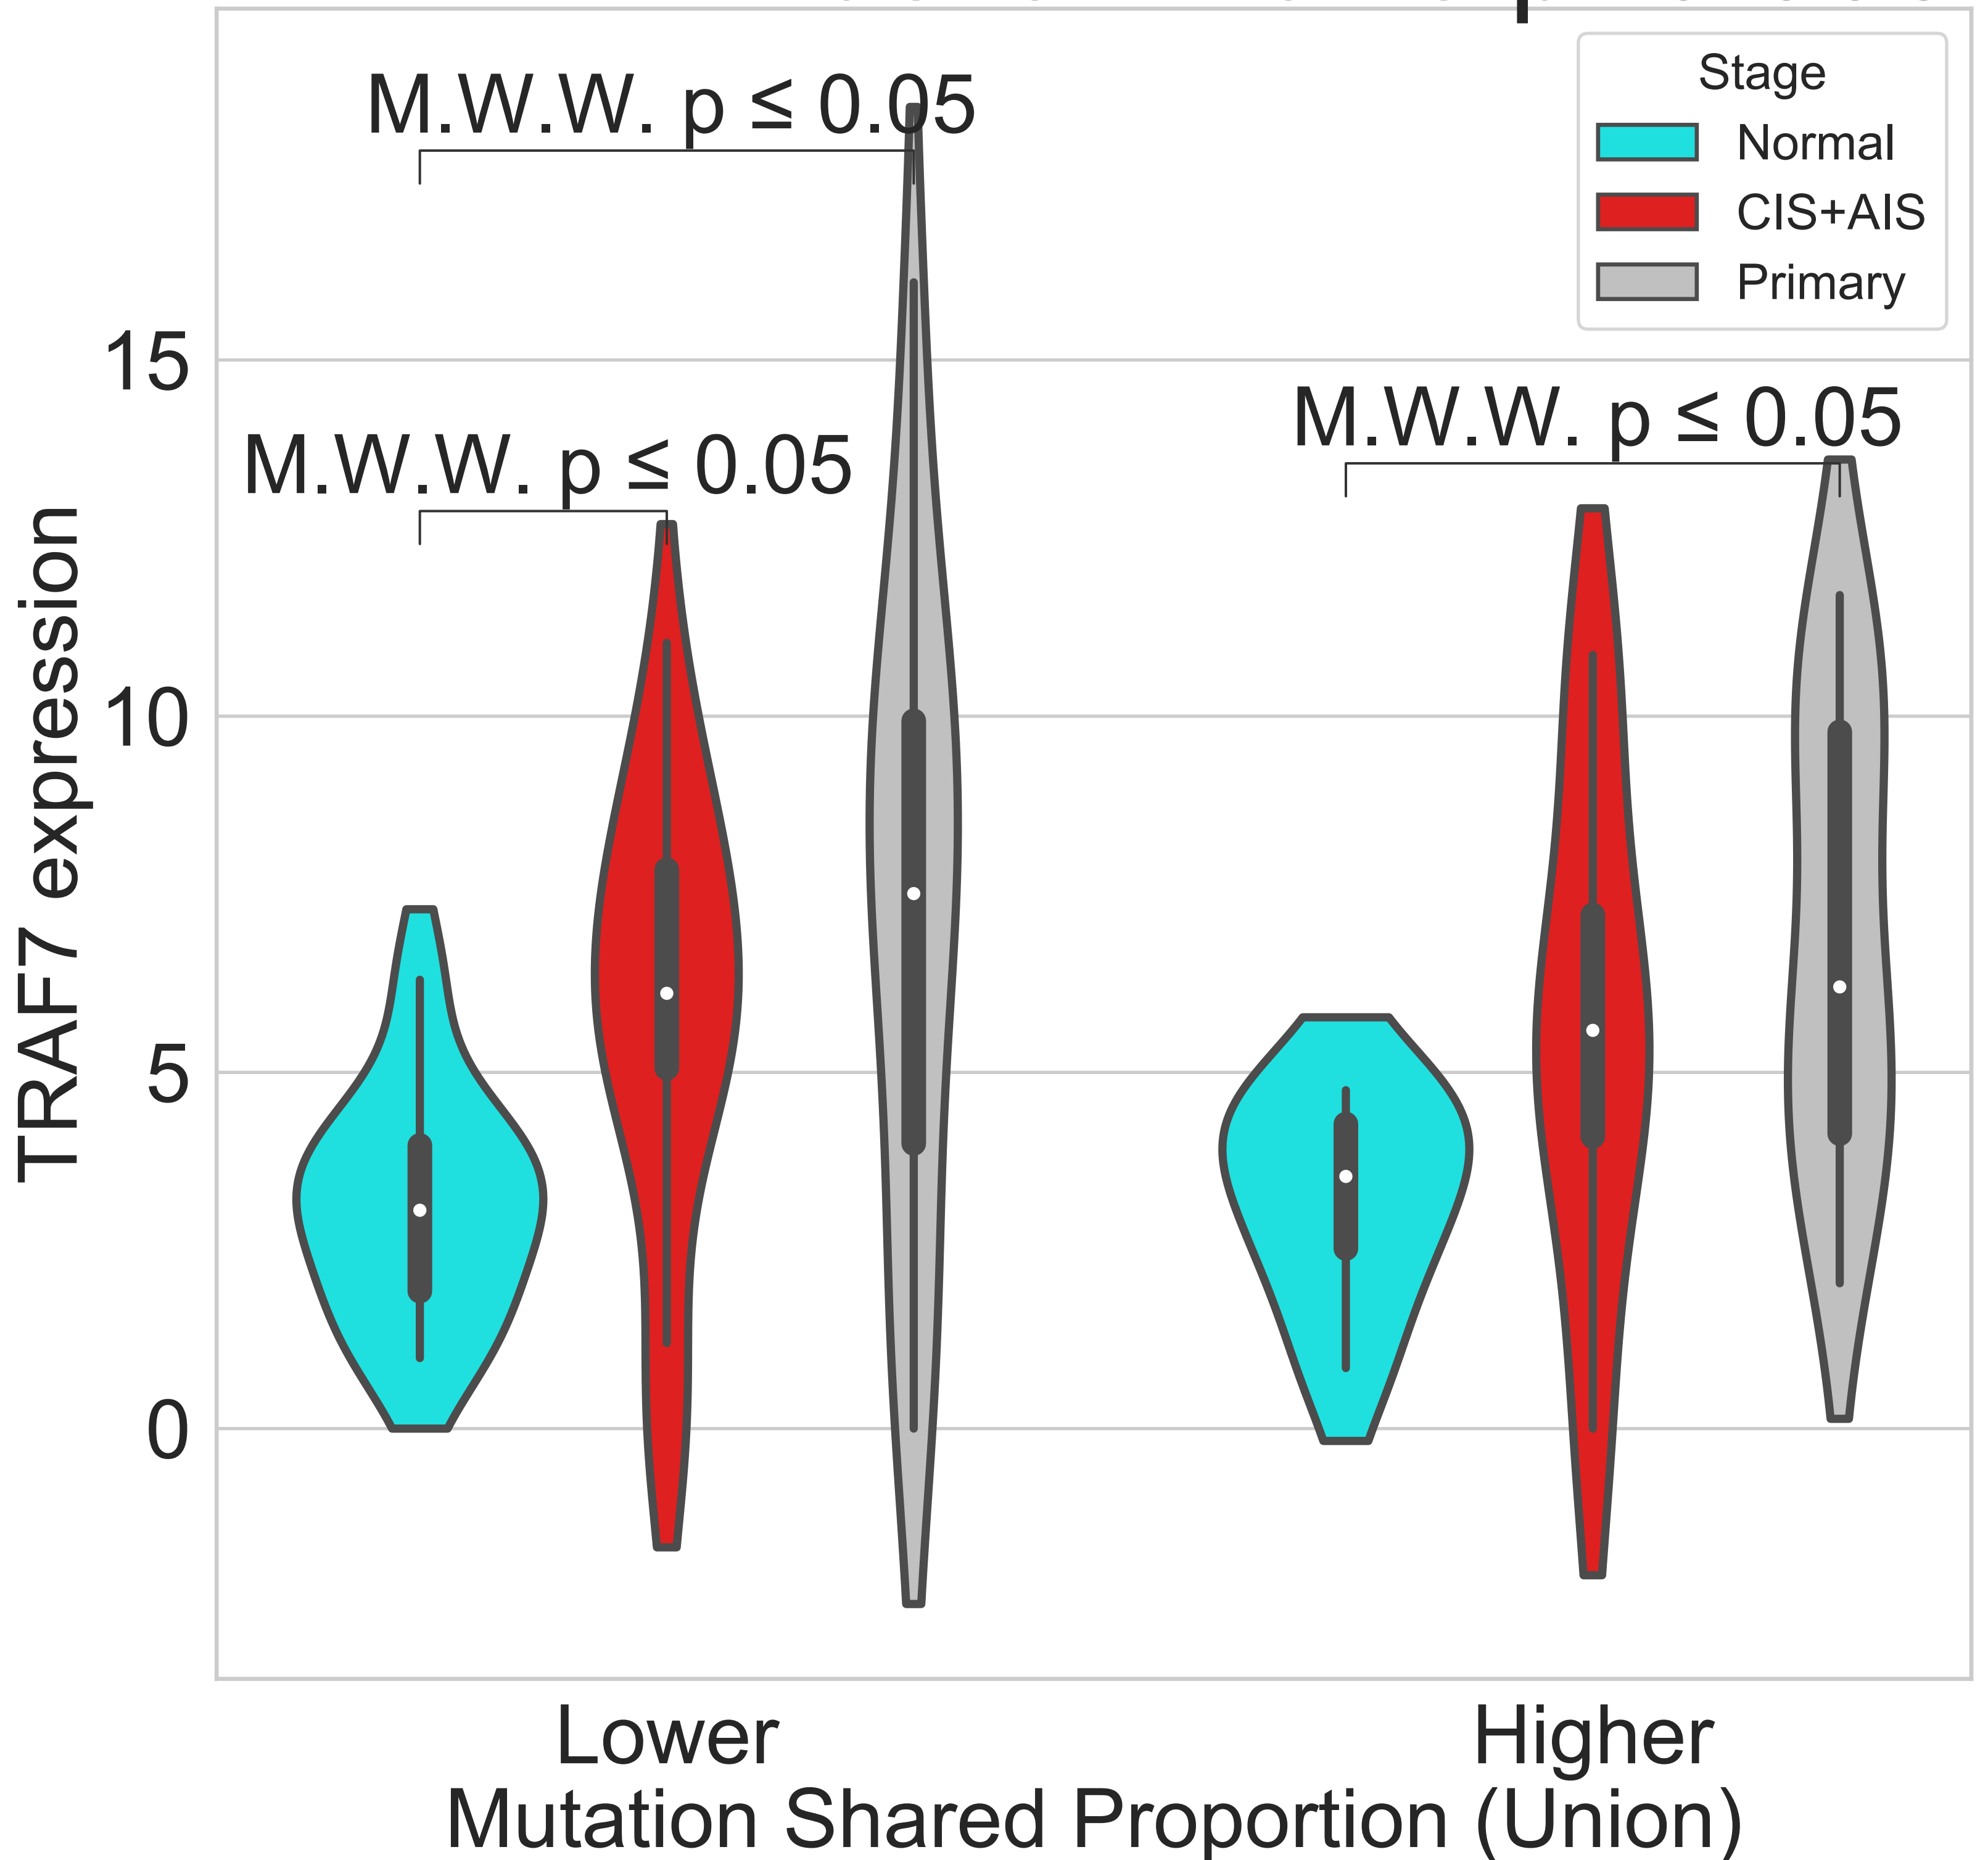 Stage
Normal
CIS+AIS
Primary
M.W.W. p ≤ 0.05
M.W.W. p ≤ 0.05
M.W.W. p ≤ 0.05
TRAF7 expression
15
10
5
0
Lower
Higher
Mutation Shared Proportion (Union)